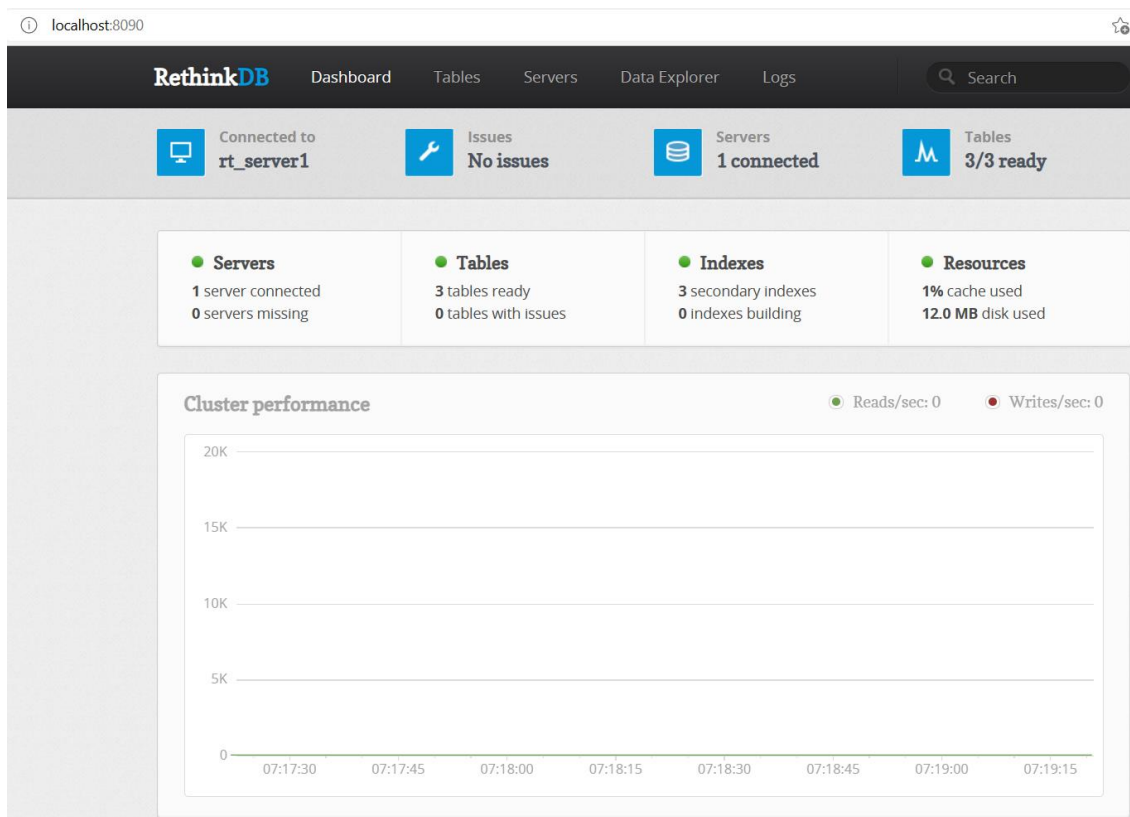 localhost:8090
RethinkDB Dashboard Tables Servers Data Explorer Logs Search
Connected to
rt_server1
Issues
No issues
Servers
1 connected
Tables
3/3 ready
Servers
1 server connected
0 servers missing
Tables
3 tables ready
0 tables with issues
Indexes
3 secondary indexes
0 indexes building
Resources
1% cache used
12.0 MB disk used
Cluster performance
Reads/sec: 0 Writes/sec: 0
20K
15K
10K
5K
0
07:17:30 07:17:45 07:18:00 07:18:15 07:18:30 07:18:45 07:19:00 07:19:15